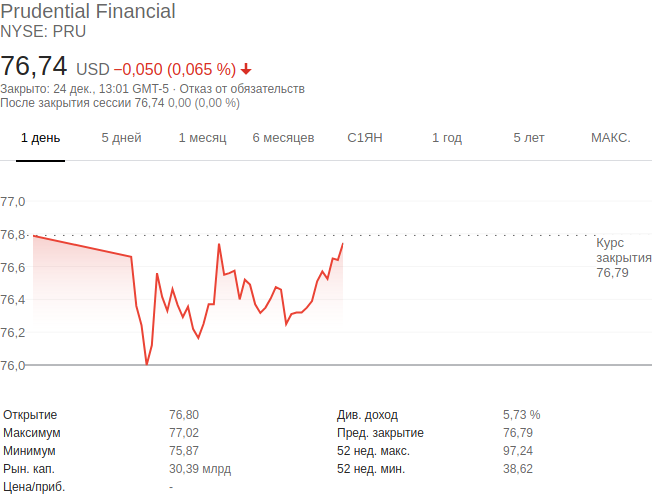 Prudential Financial
NYSE: PRU
76,74 USD −0,050 (0,065 %)
Закрыто: 24 дек., 13:01 GMT-5 · Отказ от обязательств
После закрытия сессии 76,74 0,00 (0,00 %)
1 день 5 дней 1 месяц 6 месяцев С1ЯН 1 год 5 лет МАКС.
77,0
76,8
76,6
76,4
76,2
76,0
Курс
закрытия
76,79
Открытие 76,80 Див. доход 5,73 %
Максимум 77,02 Пред. закрытие 76,79
Минимум 75,87 52 нед. макс. 97,24
Рын. кап. 30,39 млрд 52 нед. мин. 38,62
Цена/приб. -